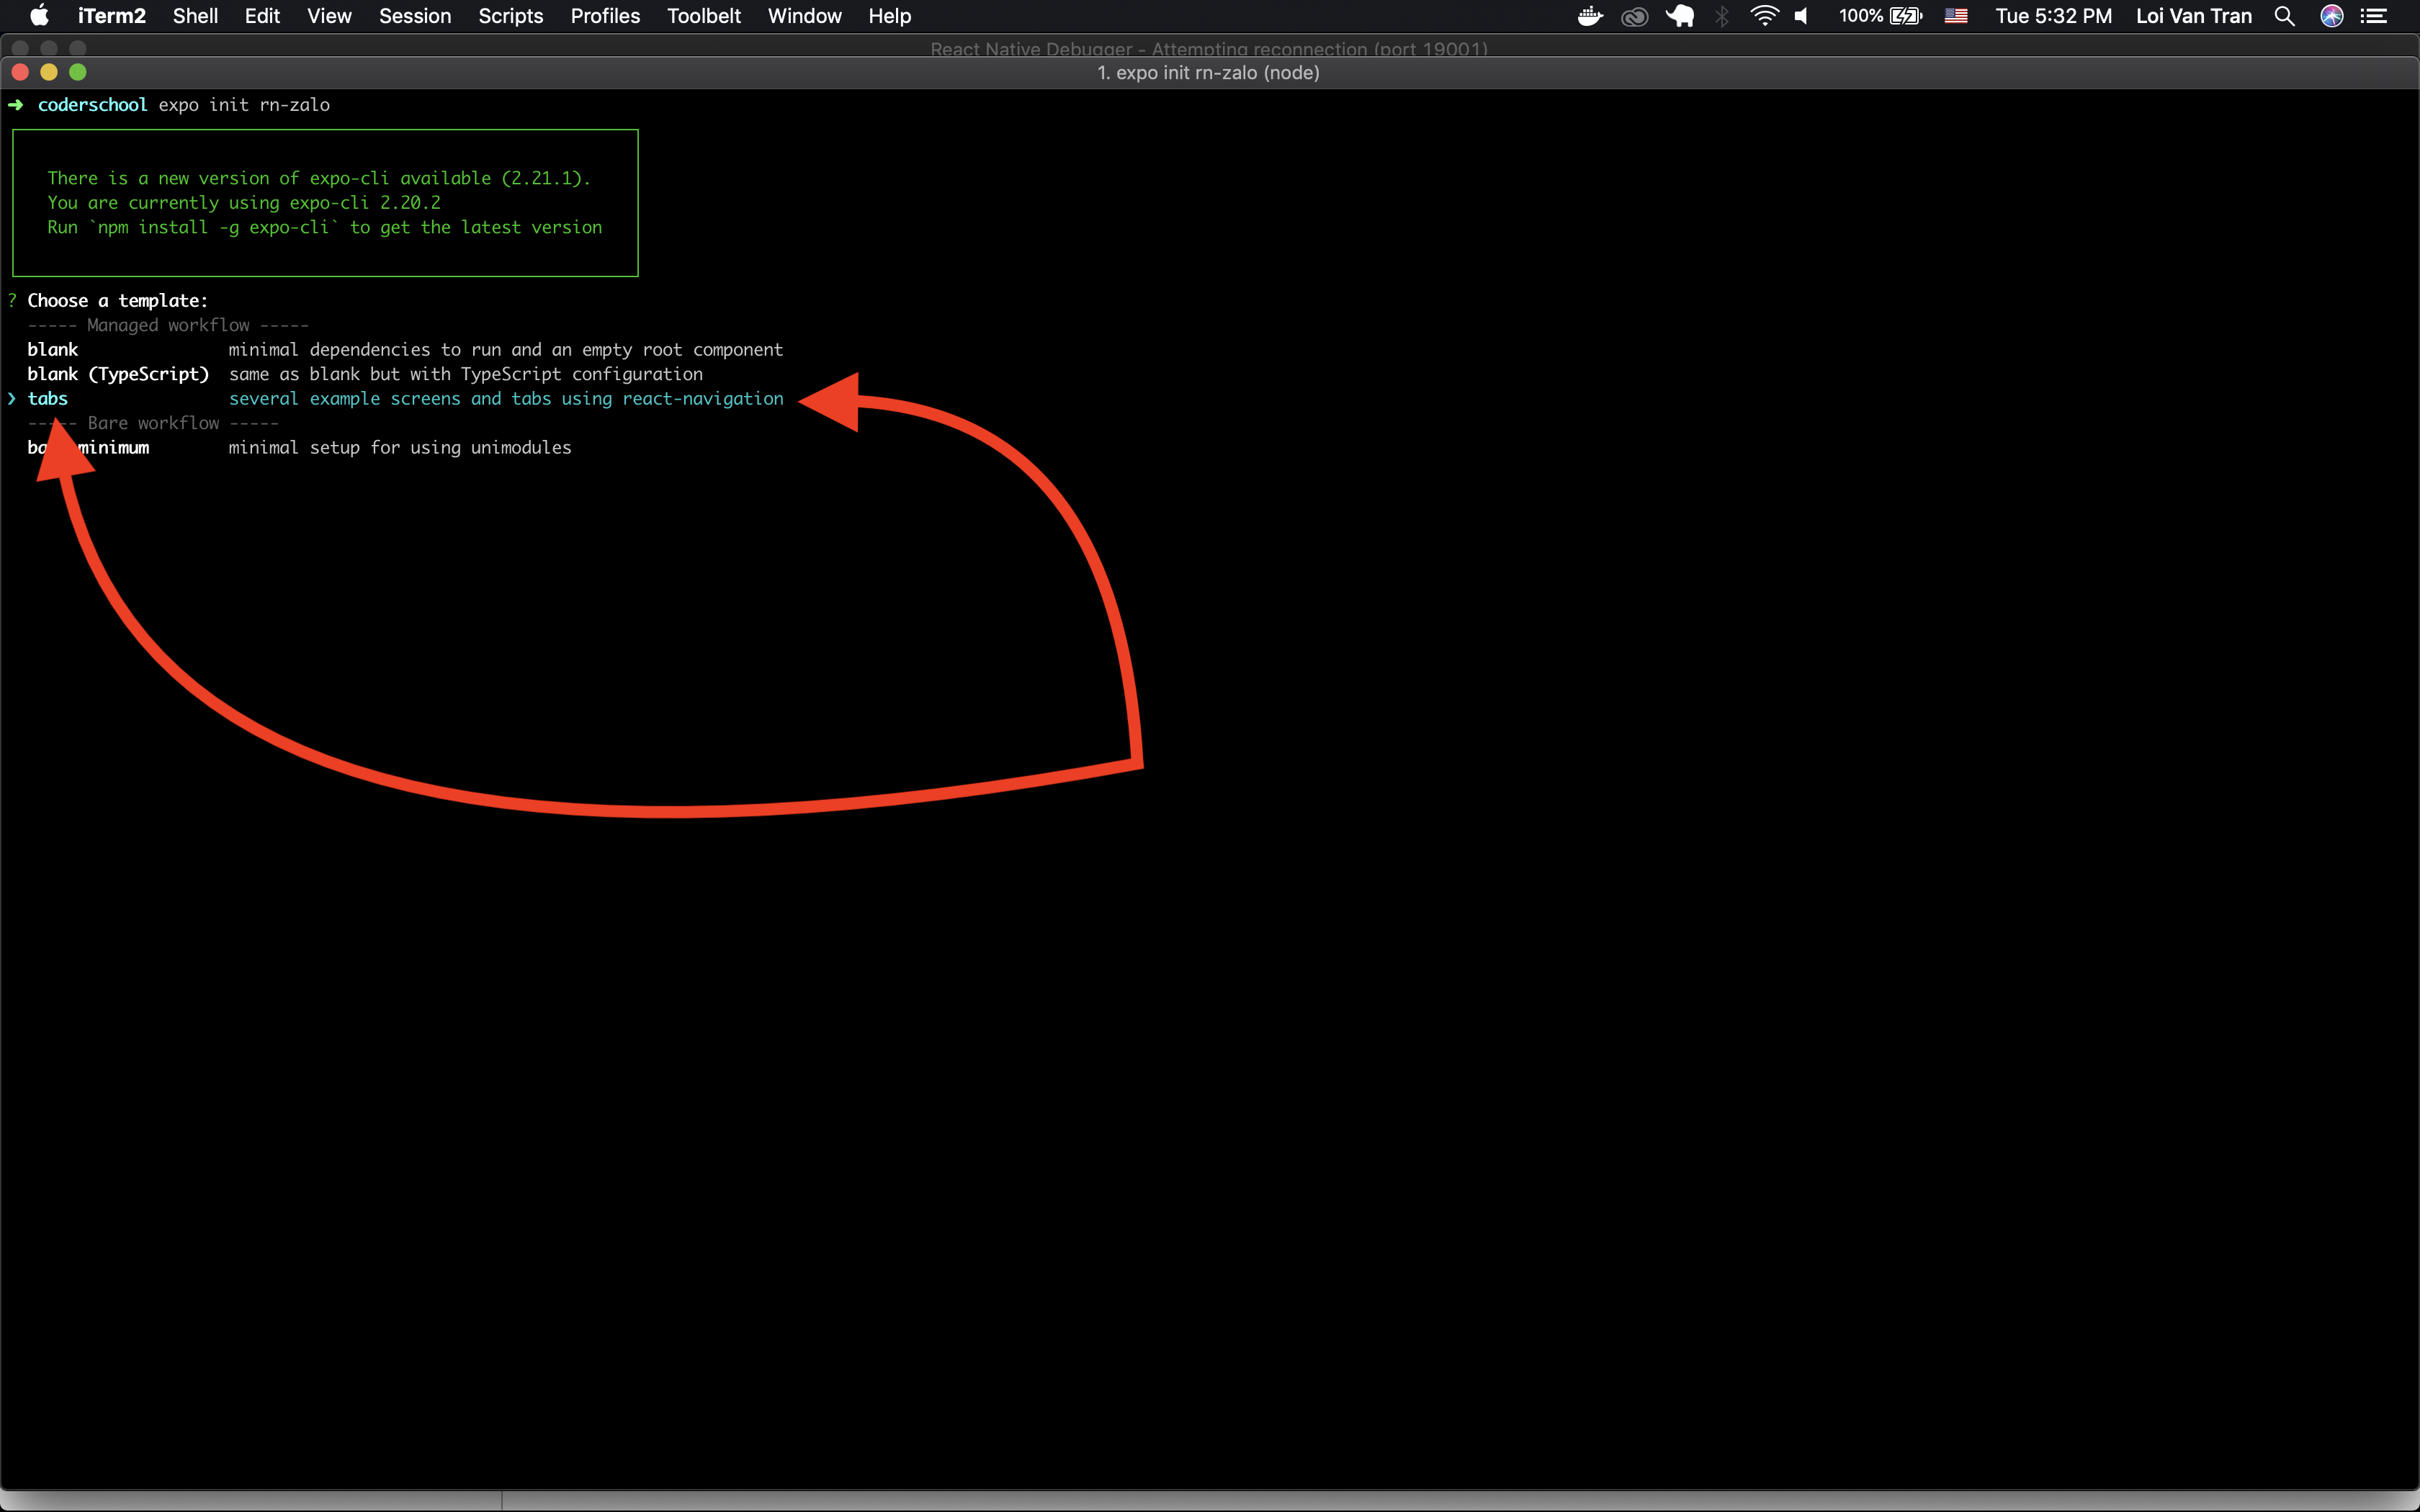 iTerm2 Shell Edit View Session Scripts Profiles Toolbelt Window Help 100% Tue 5:32 PM Loi Van Tran
React Native Debugger - Attempting reconnection (port 19001)
1. expo init rn-zalo (node)
➜ coderschool expo init rn-zalo
There is a new version of expo-cli available (2.21.1).
You are currently using expo-cli 2.20.2
Run `npm install -g expo-cli` to get the latest version
? Choose a template:
----- Managed workflow -----
blank minimal dependencies to run and an empty root component
blank (TypeScript) same as blank but with TypeScript configuration
❯ tabs several example screens and tabs using react-navigation
----- Bare workflow -----
minimum minimal setup for using unimodules